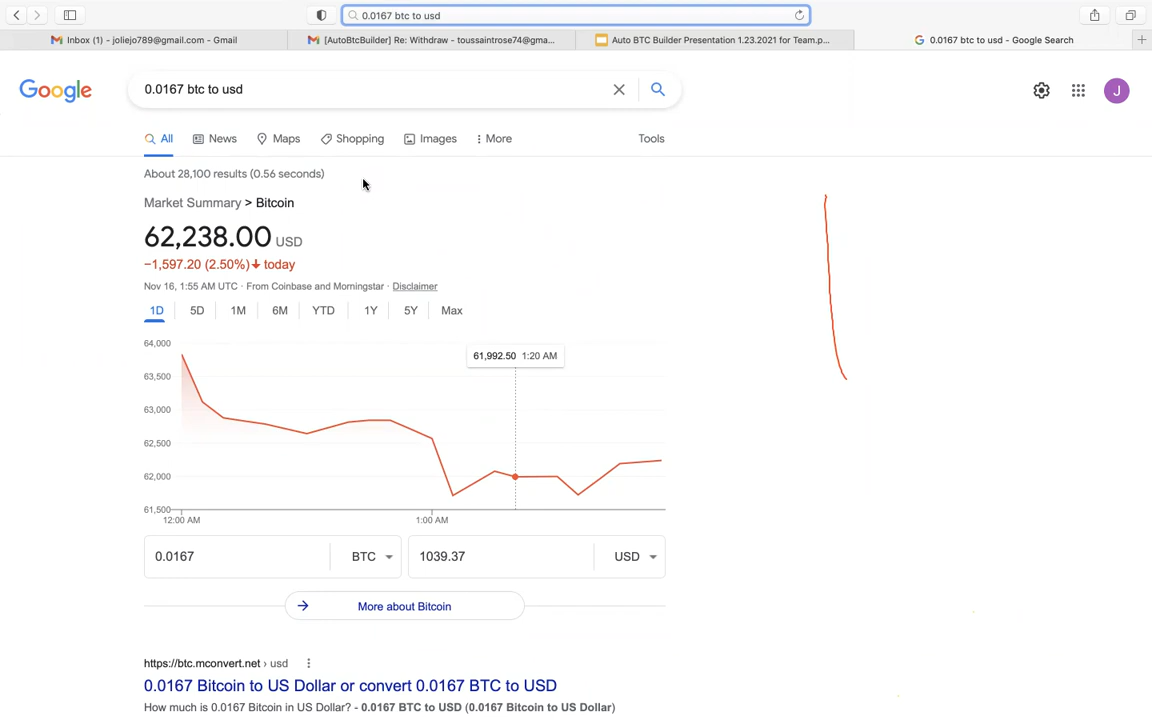 0.0167 btc to usd
Inbox (1) - joliejo789@gmail.com - Gmail
[AutoBtcBuilder] Re: Withdraw - toussaintrose74@gma...
Auto BTC Builder Presentation 1.23.2021 for Team.p...
0.0167 btc to usd - Google Search
Google
0.0167 btc to usd
J
All
News
Maps
Shopping
Images
More
Tools
About 28,100 results (0.56 seconds)
Market Summary > Bitcoin
62,238.00 USD
−1,597.20 (2.50%) ↓ today
Nov 16, 1:55 AM UTC · From Coinbase and Morningstar · Disclaimer
1D 5D 1M 6M YTD 1Y 5Y Max
64,000
61,992.50 1:20 AM
63,500
63,000
62,500
62,000
61,500
12:00 AM 1:00 AM
0.0167 BTC 1039.37 USD
More about Bitcoin
https://btc.mconvert.net › usd
0.0167 Bitcoin to US Dollar or convert 0.0167 BTC to USD
How much is 0.0167 Bitcoin in US Dollar? - 0.0167 BTC to USD (0.0167 Bitcoin to US Dollar)